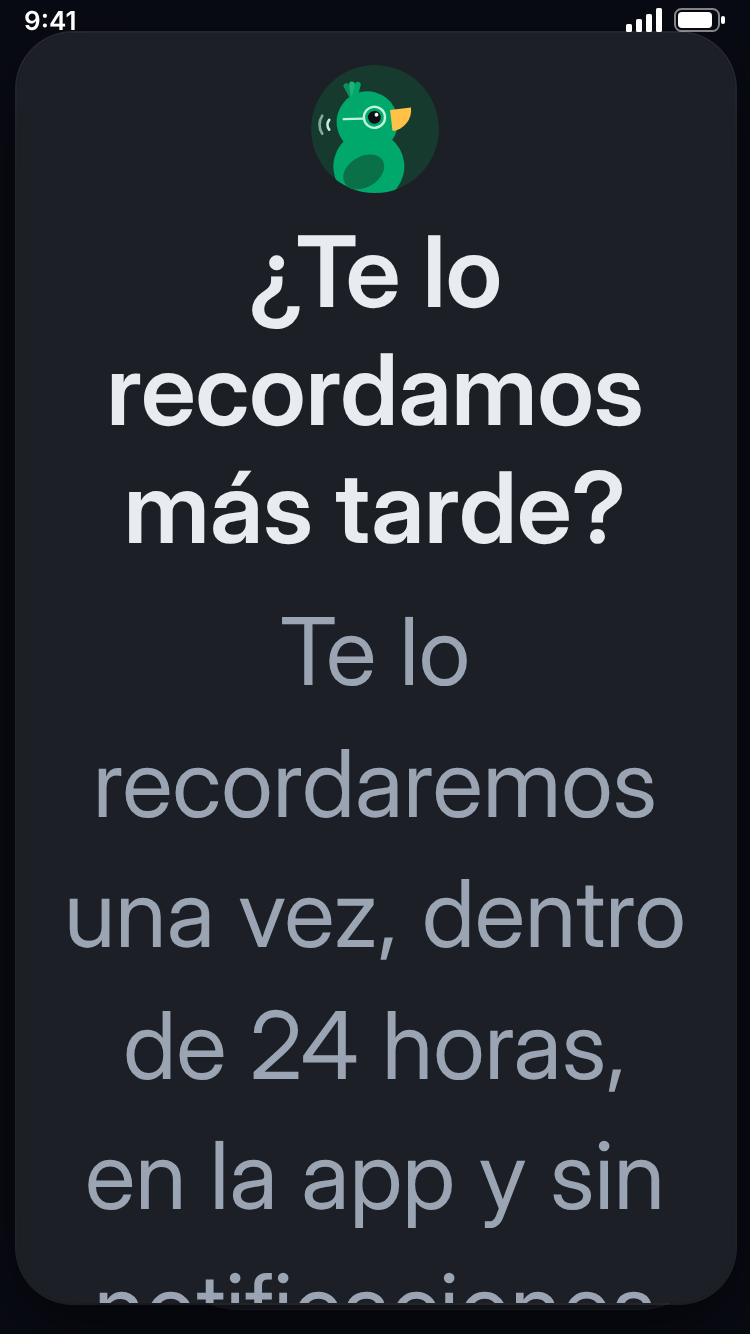 9:41
¿Te lo
recordamos
más tarde?
Te lo
recordaremos
una vez, dentro
de 24 horas,
en la app y sin
notificaciones